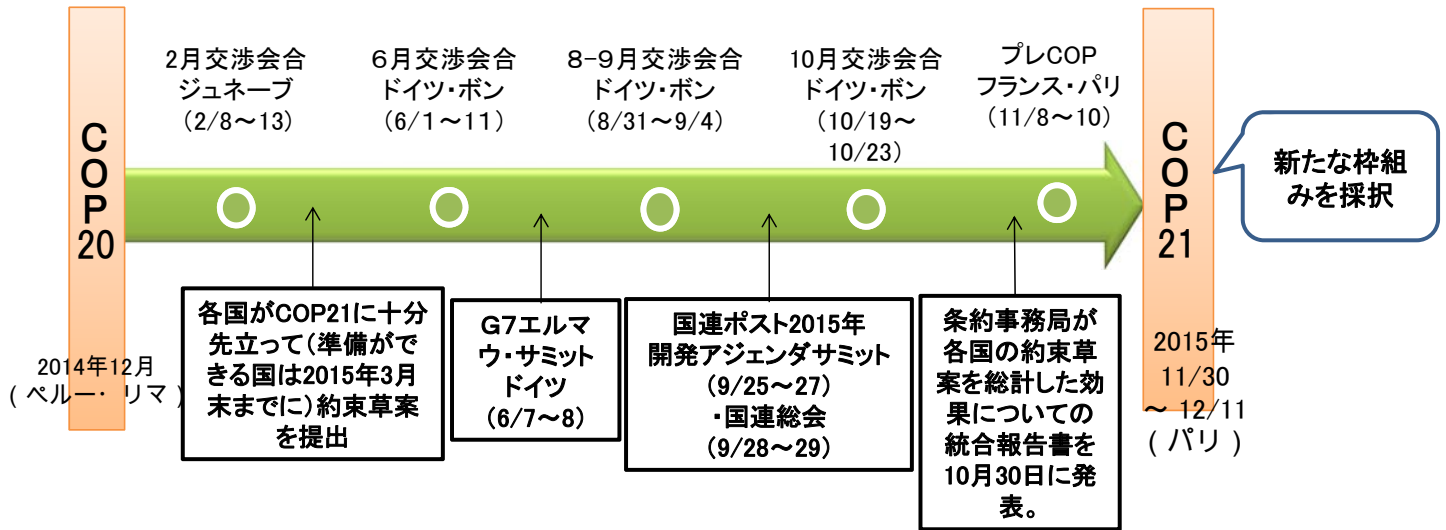 COP20
2014年12月
(ペルー・リマ)
2月交渉会合
ジュネーブ
(2/8～13)
６月交渉会合
ドイツ・ボン
(6/1～11)
8-9月交渉会合
ドイツ・ボン
(8/31～9/4)
10月交渉会合
ドイツ・ボン
(10/19～
10/23)
プレCOP
フランス・パリ
(11/8～10)
各国がCOP21に十分
先立って(準備がで
きる国は2015年3月
末までに)約束草案
を提出
G7エルマ
ウ・サミット
ドイツ
(6/7～8)
国連ポスト2015年
開発アジェンダサミット
(9/25～27)
・国連総会
(9/28～29)
条約事務局が
各国の約束草
案を総計した効
果についての
統合報告書を
10月30日に発
表。
COP21
2015年
11/30
～ 12/11
(パリ)
新たな枠組
みを採択